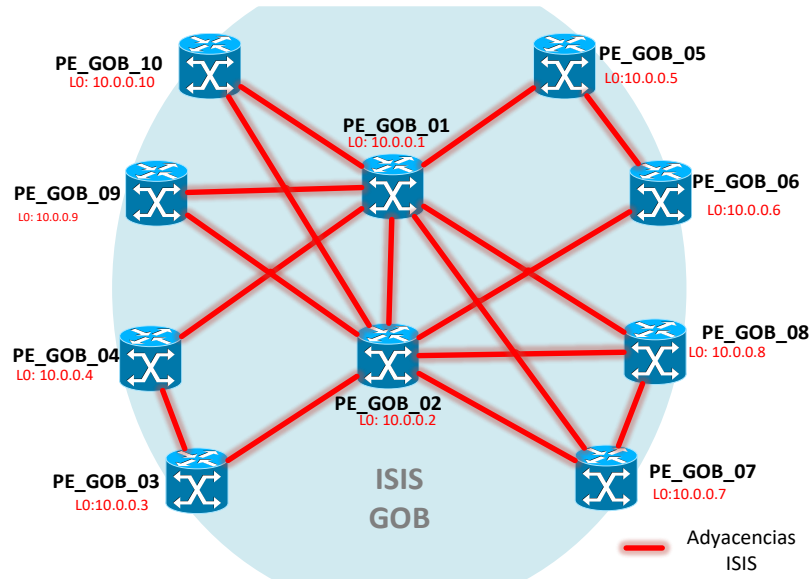 PE_GOB_10
L0: 10.0.0.10
PE_GOB_05
L0:10.0.0.5
PE_GOB_01
L0: 10.0.0.1
PE_GOB_09
L0: 10.0.0.9
PE_GOB_06
L0:10.0.0.6
PE_GOB_04
L0: 10.0.0.4
PE_GOB_08
L0: 10.0.0.8
PE_GOB_02
L0: 10.0.0.2
PE_GOB_03
L0:10.0.0.3
PE_GOB_07
L0:10.0.0.7
ISIS
GOB
Adyacencias
ISIS